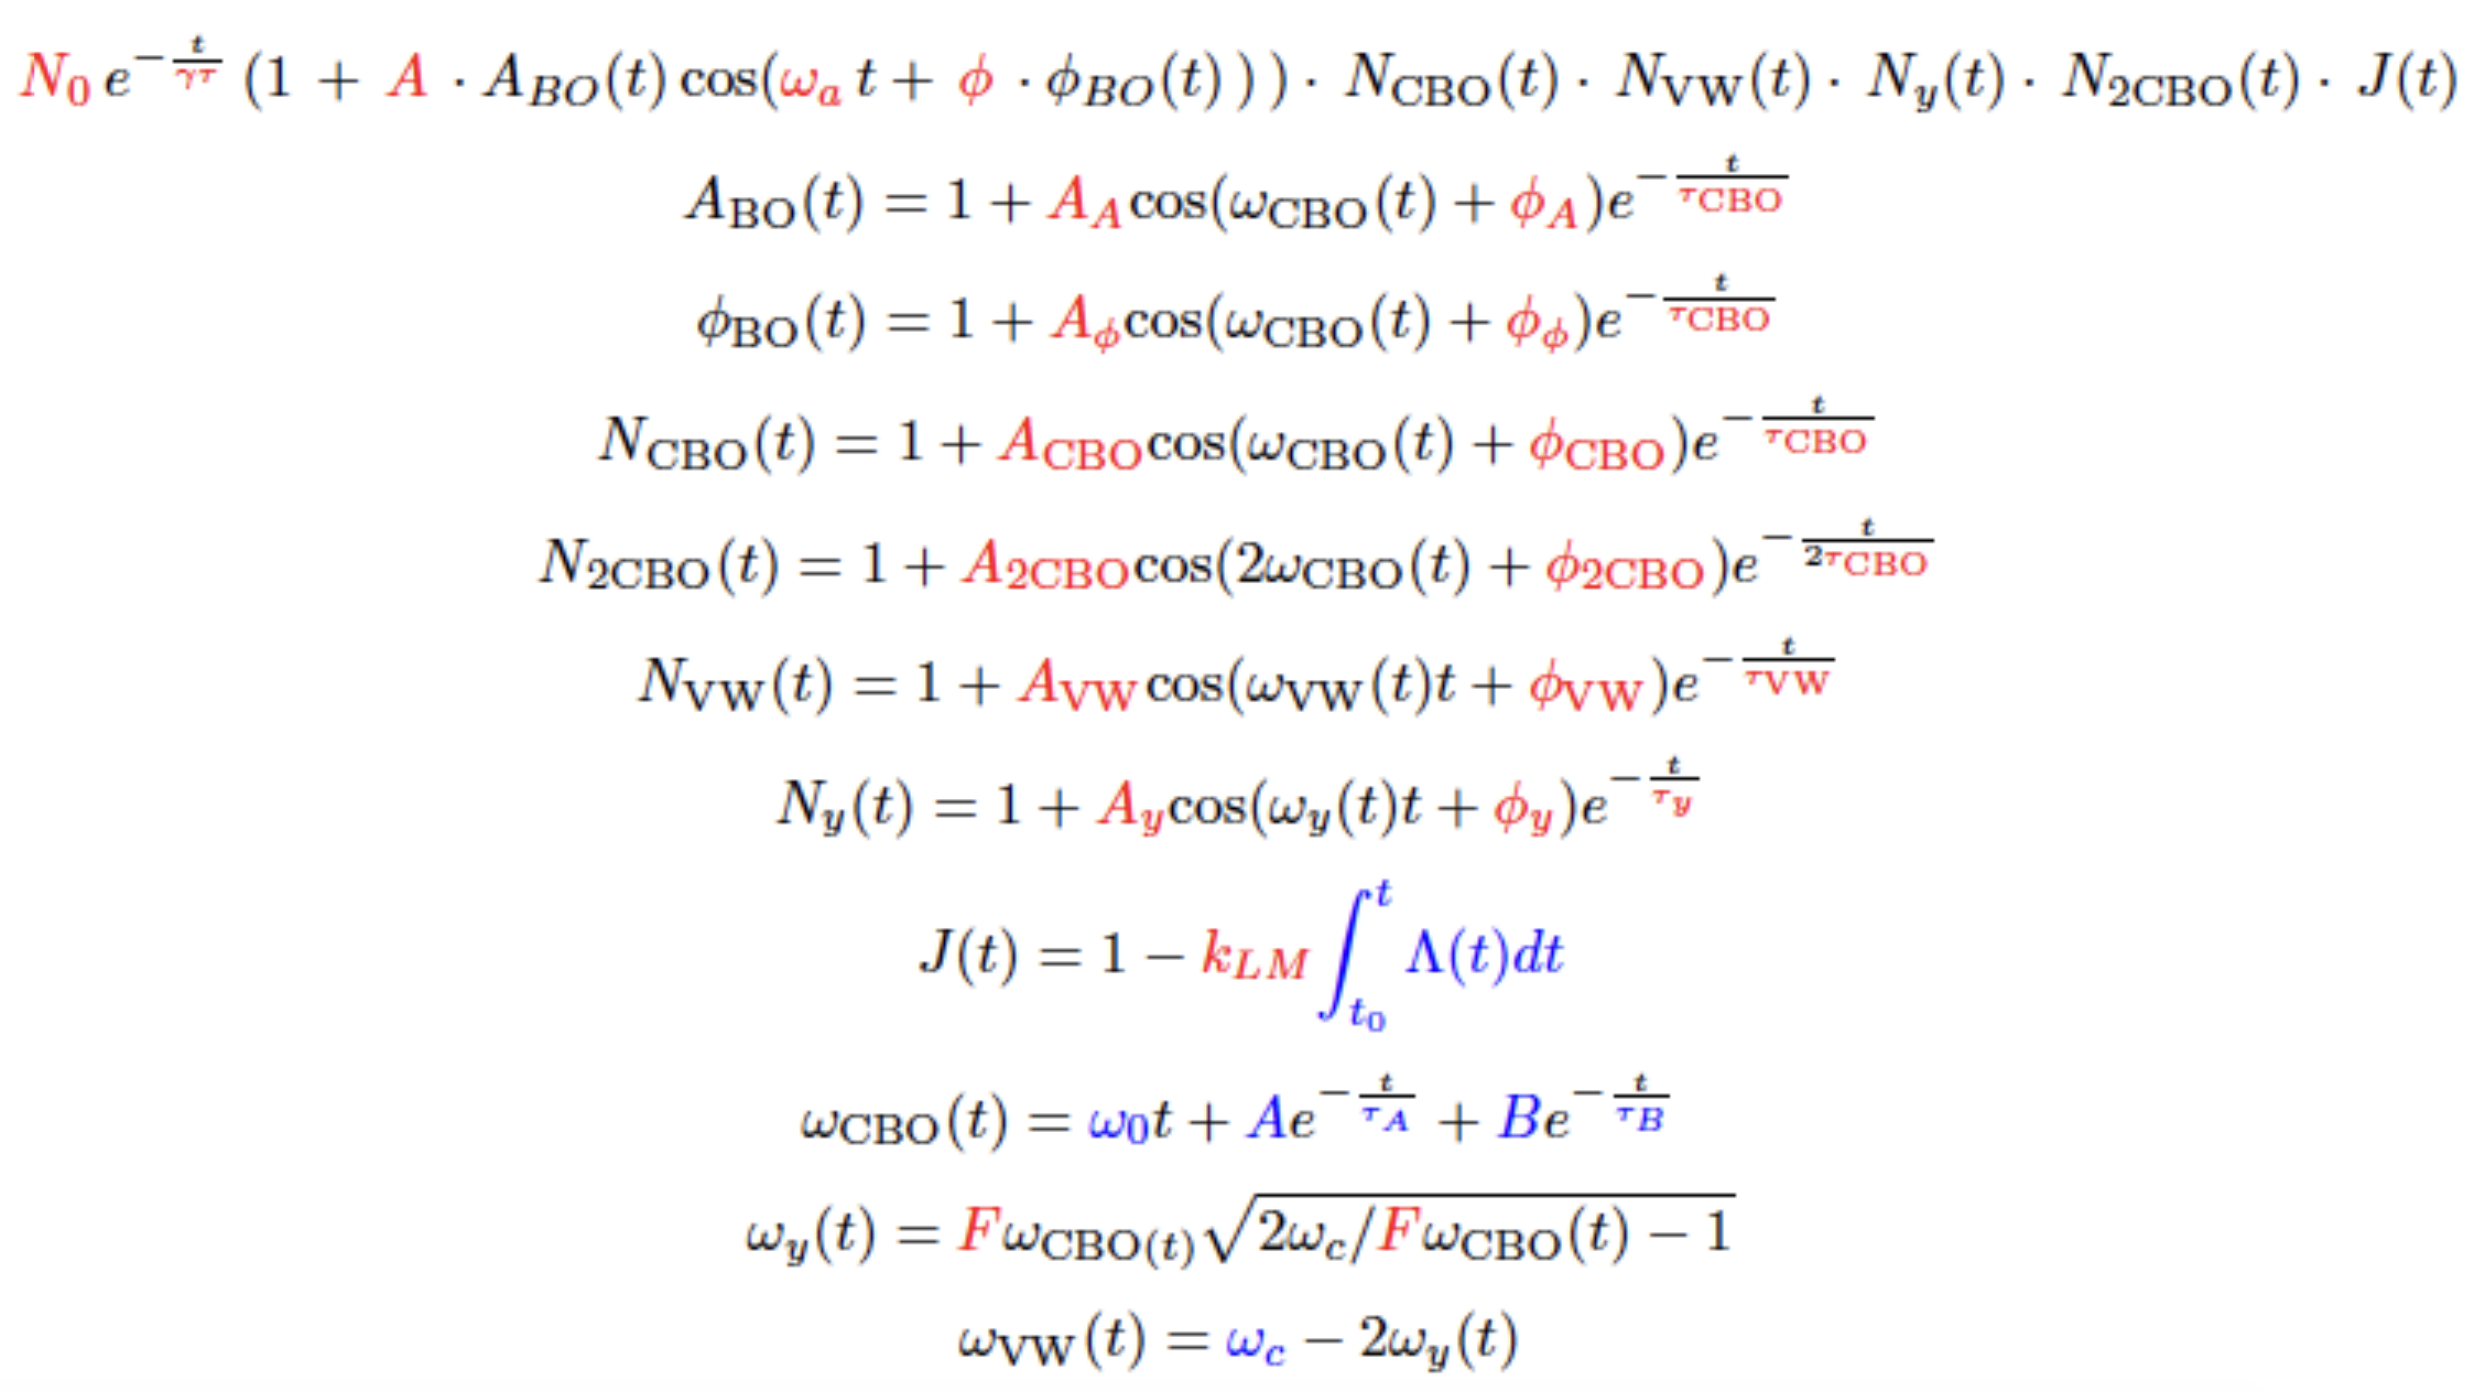 N_0 e^{-\frac{t}{\gamma\tau}} (1 + A \cdot A_{BO}(t) \cos(\omega_a t + \phi \cdot \phi_{BO}(t))) \cdot N_{CBO}(t) \cdot N_{VW}(t) \cdot N_y(t) \cdot N_{2CBO}(t) \cdot J(t)
A_{BO}(t) = 1 + A_A \cos(\omega_{CBO}(t) + \phi_A) e^{-\frac{t}{\tau_{CBO}}}
\phi_{BO}(t) = 1 + A_\phi \cos(\omega_{CBO}(t) + \phi_\phi) e^{-\frac{t}{\tau_{CBO}}}
N_{CBO}(t) = 1 + A_{CBO} \cos(\omega_{CBO}(t) + \phi_{CBO}) e^{-\frac{t}{\tau_{CBO}}}
N_{2CBO}(t) = 1 + A_{2CBO} \cos(2\omega_{CBO}(t) + \phi_{2CBO}) e^{-\frac{t}{2\tau_{CBO}}}
N_{VW}(t) = 1 + A_{VW} \cos(\omega_{VW}(t)t + \phi_{VW}) e^{-\frac{t}{\tau_{VW}}}
N_y(t) = 1 + A_y \cos(\omega_y(t)t + \phi_y) e^{-\frac{t}{\tau_y}}
J(t) = 1 - k_{LM} \int_{t_0}^{t} \Lambda(t) dt
\omega_{CBO}(t) = \omega_0 t + A e^{-\frac{t}{\tau_A}} + B e^{-\frac{t}{\tau_B}}
\omega_y(t) = F \omega_{CBO(t)} \sqrt{2\omega_c / F \omega_{CBO}(t) - 1}
\omega_{VW}(t) = \omega_c - 2\omega_y(t)